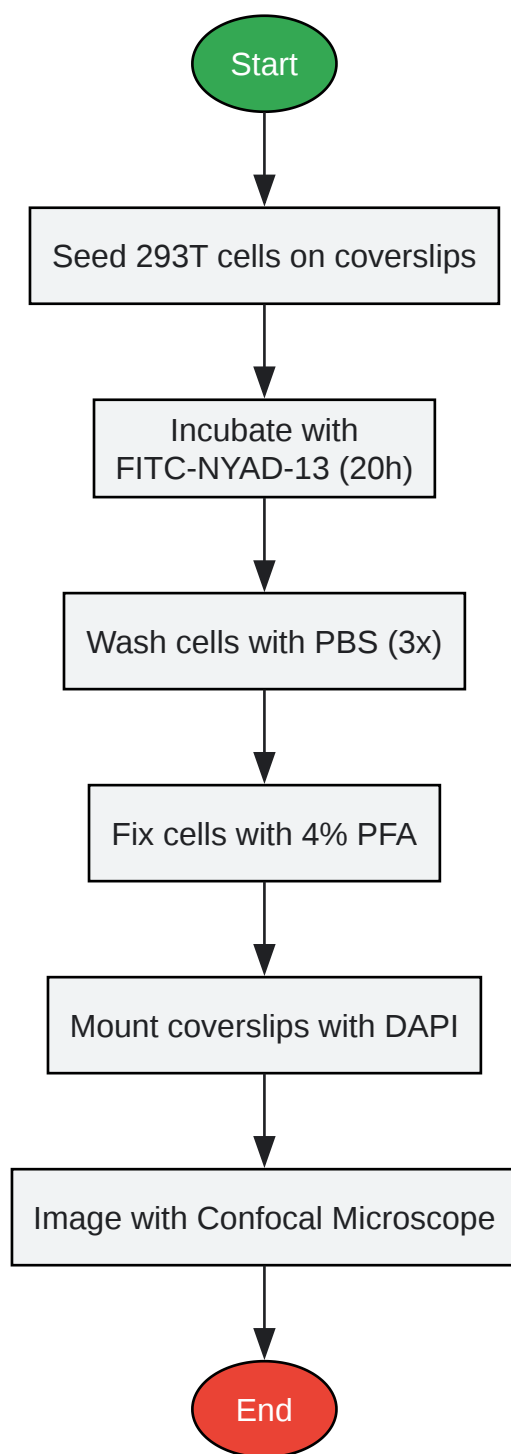 Start
Seed 293T cells on coverslips
Incubate with
FITC-NYAD-13 (20h)
Wash cells with PBS (3x)
Fix cells with 4% PFA
Mount coverslips with DAPI
Image with Confocal Microscope
End